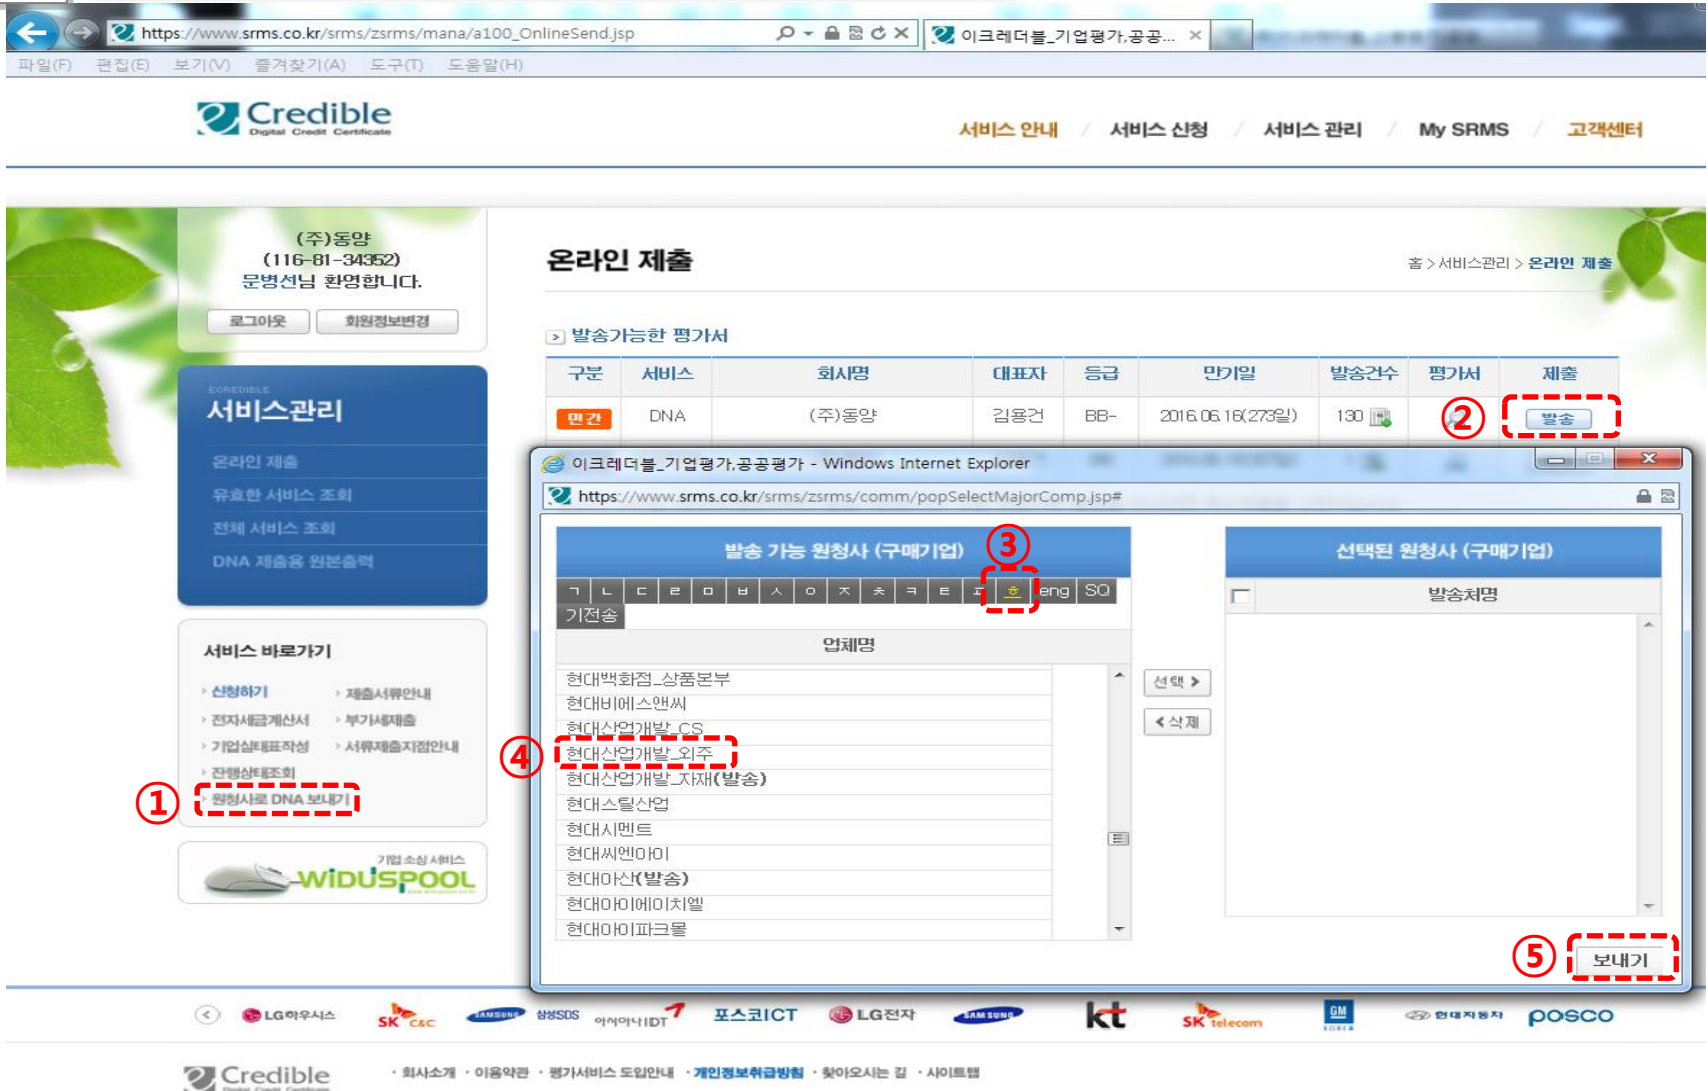 https://www.srms.co.kr/srms/zsrms/mana/a100_OnlineSend.jsp
이크레더블_기업평가,공공...
파일(F) 편집(E) 보기(V) 즐겨찾기(A) 도구(T) 도움말(H)
Credible
Digital Credit Certificate
서비스 안내 / 서비스 신청 / 서비스 관리 / My SRMS / 고객센터
(주)동양
(116-81-34352)
문병선님 환영합니다.
로그아웃 회원정보변경
온라인 제출
홈 > 서비스관리 > 온라인 제출
발송가능한 평가서
구분 서비스 회사명 대표자 등급 만기일 발송건수 평가서 제출
민간 DNA (주)동양 김용건 BB- 2016.06.16(273일) 130 ② 발송
ECREDIBLE
서비스관리
온라인 제출
유효한 서비스 조회
전체 서비스 조회
DNA 제출용 원본출력
서비스 바로가기
신청하기 제출서류안내
전자세금계산서 부가세제출
기업실태표작성 서류제출지점안내
진행상태조회
① 원청사로 DNA 보내기
기업 소싱 서비스
WIDUSPOOL
이크레더블_기업평가,공공평가 - Windows Internet Explorer
https://www.srms.co.kr/srms/zsrms/comm/popSelectMajorComp.jsp#
발송 가능 원청사 (구매기업) ③
ㄱ ㄴ ㄷ ㄹ ㅁ ㅂ ㅅ ㅇ ㅈ ㅊ ㅋ ㅌ ㅍ ㅎ eng SQ
기전송
업체명
현대백화점_상품본부
현대비에스앤씨
현대산업개발_CS
④ 현대산업개발_외주
현대산업개발_자재(발송)
현대스틸산업
현대시멘트
현대씨엔아이
현대아산(발송)
현대아이에이치엘
현대아이파크몰
선택
삭제
선택된 원청사 (구매기업)
발송처명
⑤ 보내기
LG하우시스 SK C&C SAMSUNG 삼성SDS 아시아나IDT 포스코ICT LG전자 SAMSUNG kt SK telecom GM KOREA 현대자동차 posco
Credible
Digital Credit Certificate
· 회사소개 · 이용약관 · 평가서비스 도입안내 · 개인정보취급방침 · 찾아오시는 길 · 사이트맵